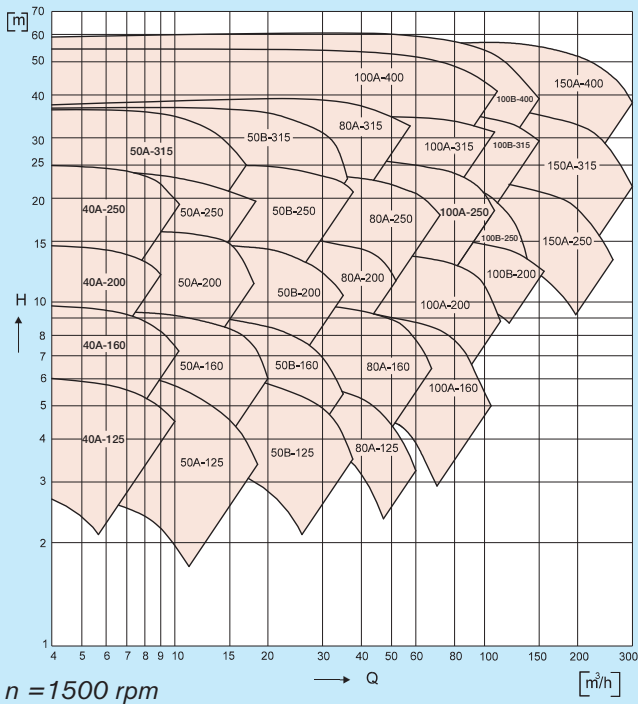 [m]
70
60
50
40
30
25
20
15
10
8
7
6
5
4
3
2
1
H
100A-400
100B-400
150A-400
50A-315
50B-315
80A-315
100A-315
100B-315
150A-315
40A-250
50A-250
50B-250
80A-250
100A-250
100B-250
150A-250
40A-200
50A-200
50B-200
80A-200
100A-200
100B-200
40A-160
50A-160
50B-160
80A-160
100A-160
40A-125
50A-125
50B-125
80A-125
4 5 6 7 8 9 10 15 20 30 40 50 60 80 100 150 200 300
Q
[m³/h]
n =1500 rpm